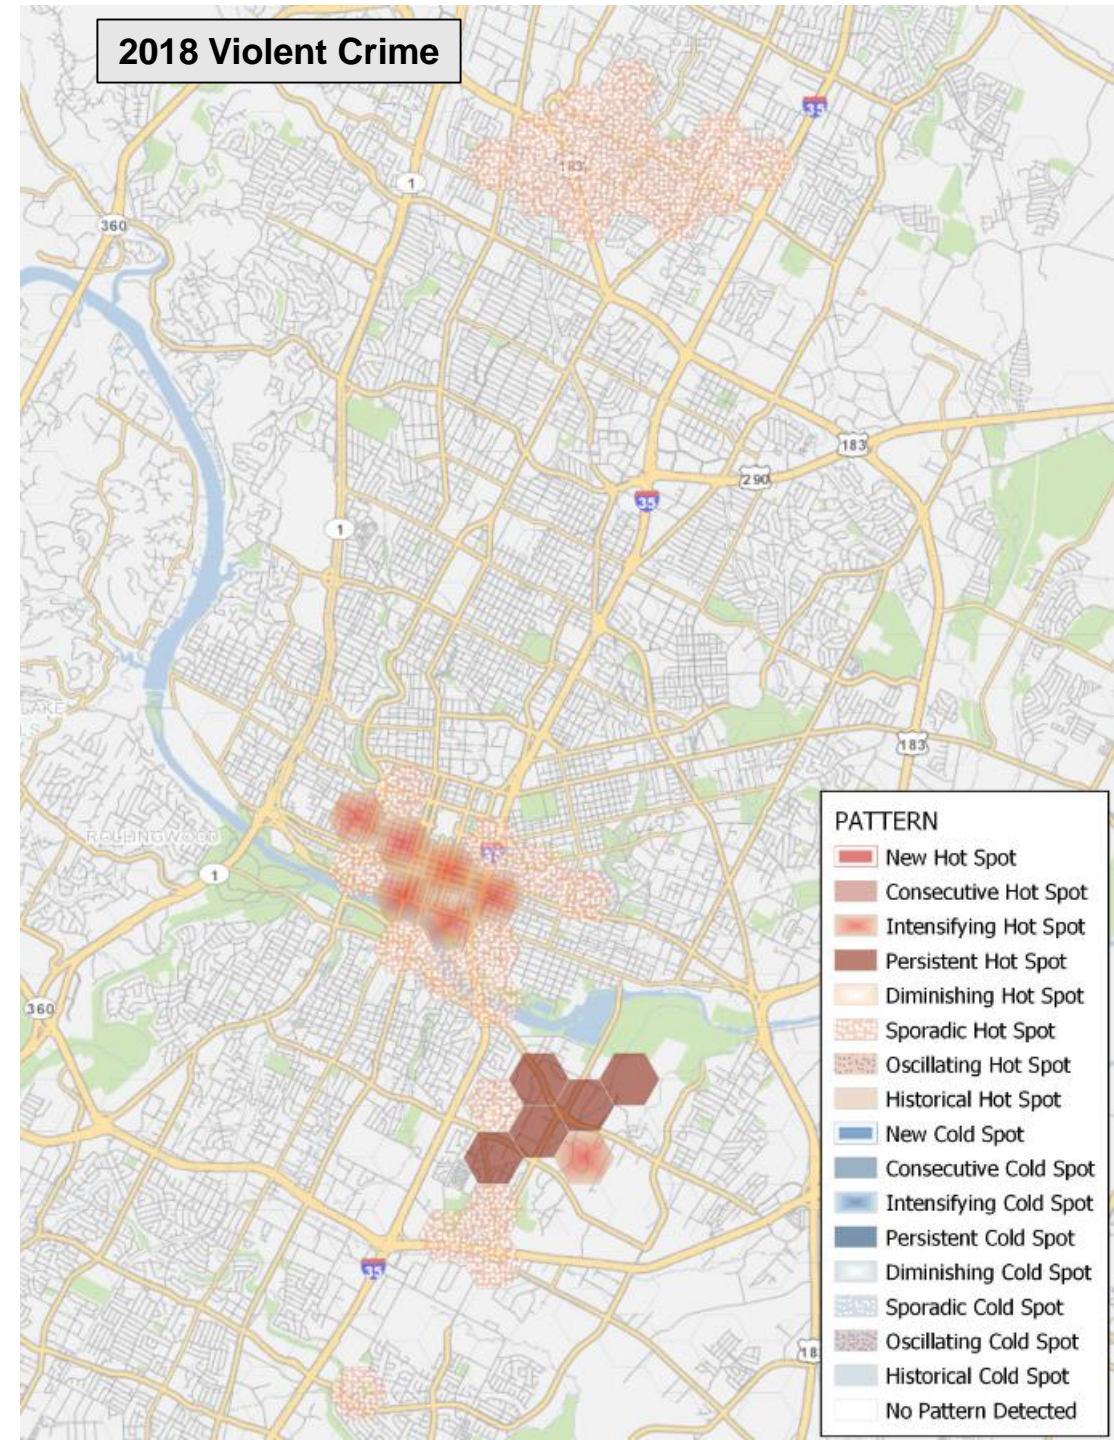 2018 Violent Crime
35
183
1
360
183
290
35
1
183
LAKE
ROLLINGWOOD
35
1
360
35
18
PATTERN
New Hot Spot
Consecutive Hot Spot
Intensifying Hot Spot
Persistent Hot Spot
Diminishing Hot Spot
Sporadic Hot Spot
Oscillating Hot Spot
Historical Hot Spot
New Cold Spot
Consecutive Cold Spot
Intensifying Cold Spot
Persistent Cold Spot
Diminishing Cold Spot
Sporadic Cold Spot
Oscillating Cold Spot
Historical Cold Spot
No Pattern Detected